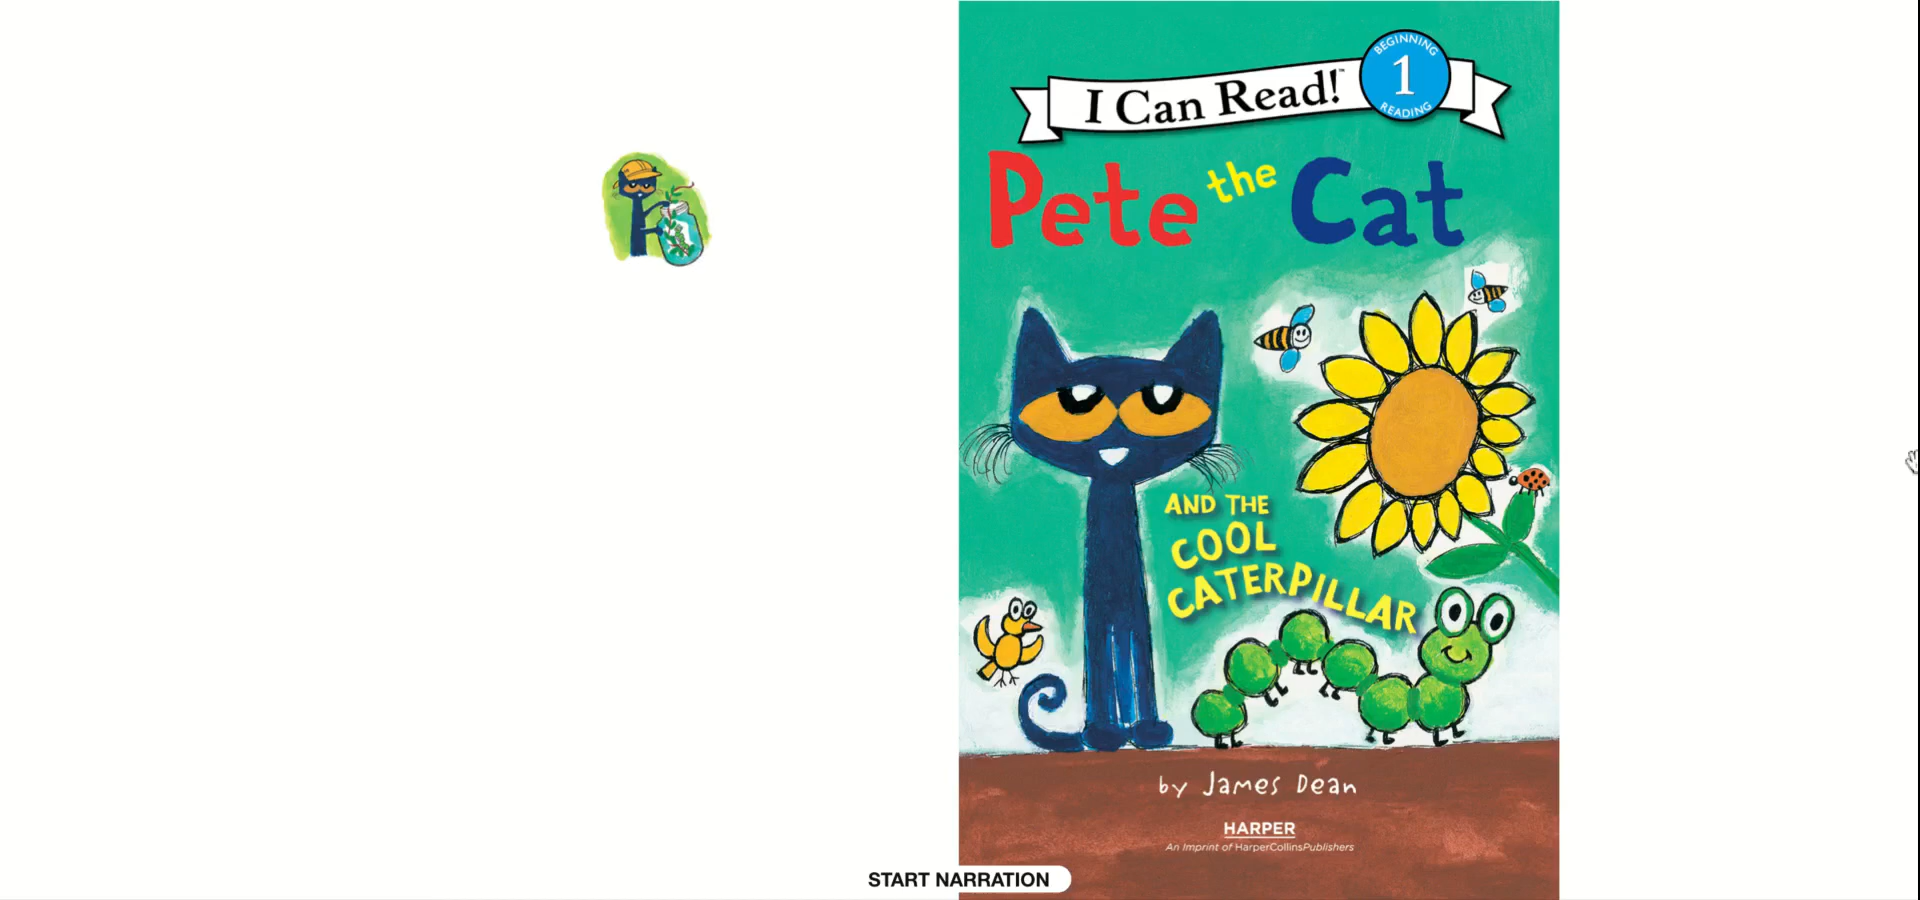 I Can Read!™
BEGINNING
1
READING
Pete the Cat
AND THE
COOL
CATERPILLAR
by James Dean
HARPER
An Imprint of HarperCollinsPublishers
START NARRATION